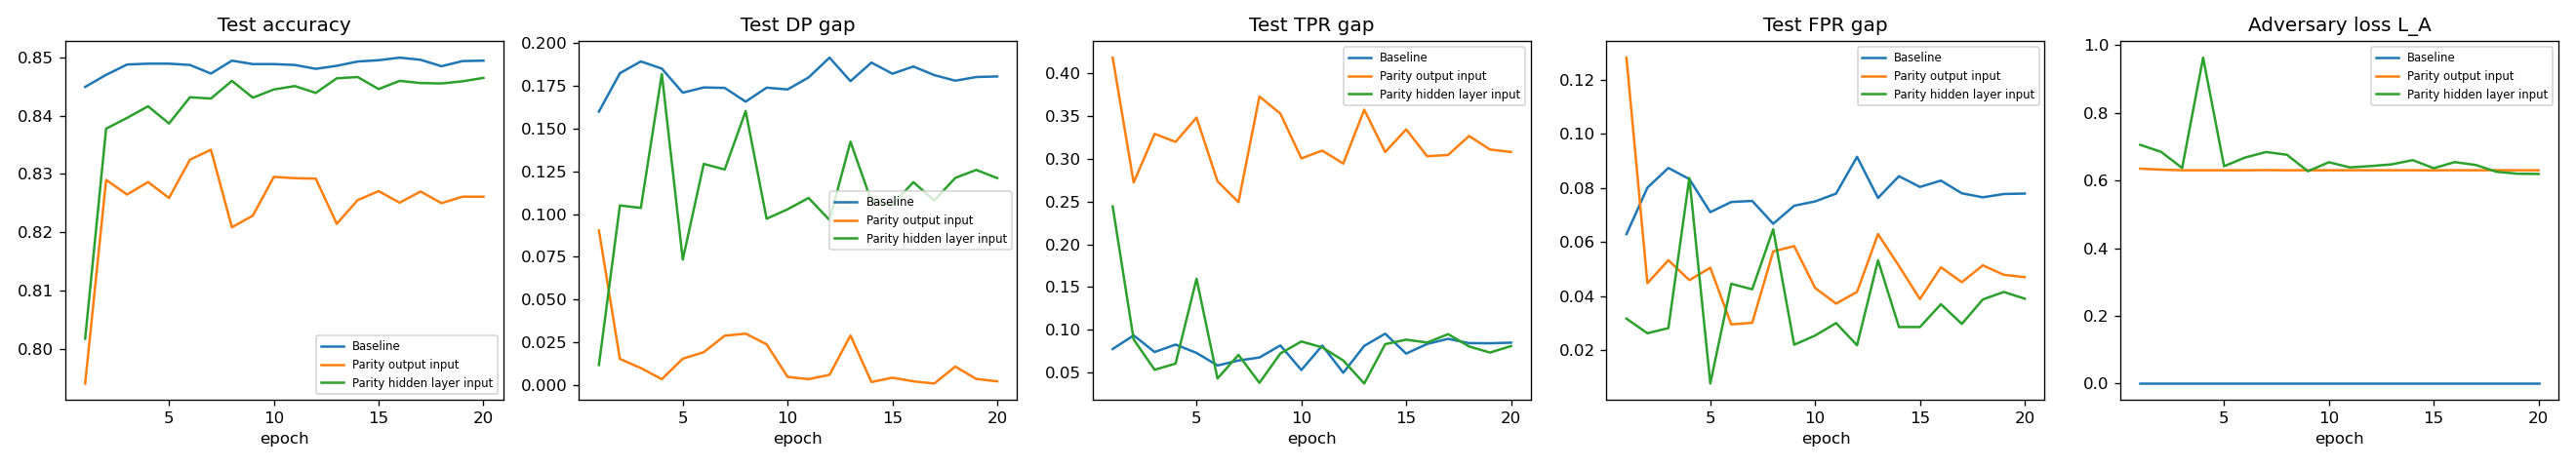 Test accuracy
0.85
0.84
0.83
0.82
0.81
0.80
Baseline
Parity output input
Parity hidden layer input
5
10
15
20
epoch
Test DP gap
0.200
0.175
0.150
0.125
0.100
0.075
0.050
0.025
0.000
Baseline
Parity output input
Parity hidden layer input
5
10
15
20
epoch
Test TPR gap
0.40
0.35
0.30
0.25
0.20
0.15
0.10
0.05
Baseline
Parity output input
Parity hidden layer input
5
10
15
20
epoch
Test FPR gap
0.12
0.10
0.08
0.06
0.04
0.02
Baseline
Parity output input
Parity hidden layer input
5
10
15
20
epoch
Adversary loss L_A
1.0
0.8
0.6
0.4
0.2
0.0
Baseline
Parity output input
Parity hidden layer input
5
10
15
20
epoch